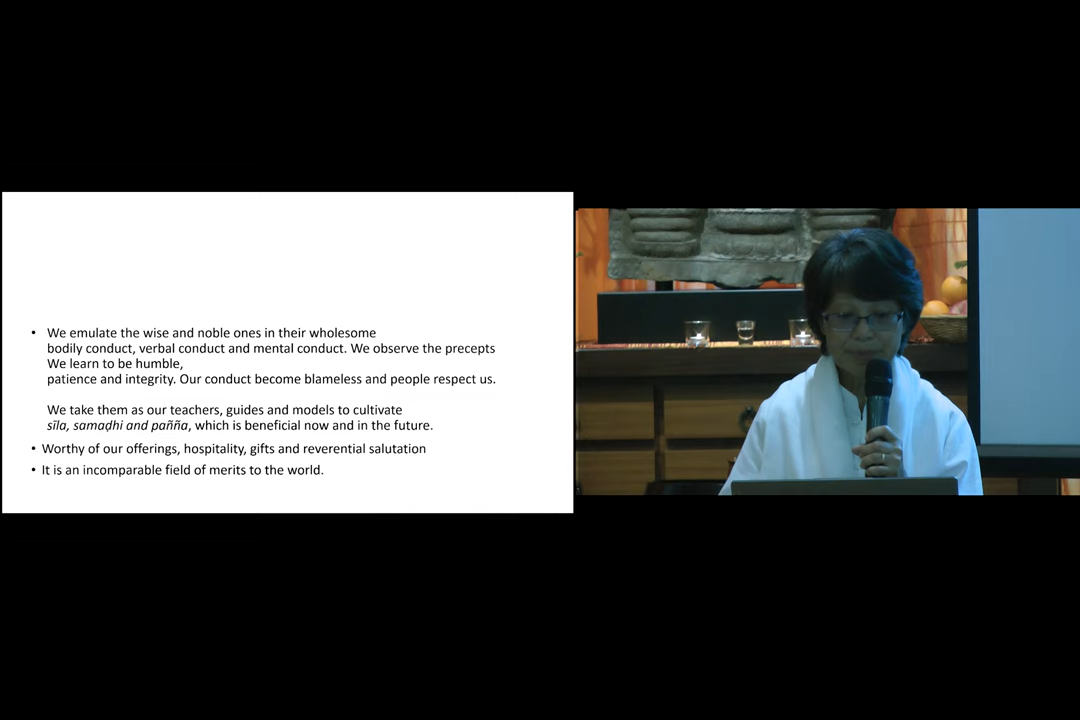 • We emulate the wise and noble ones in their wholesome
bodily conduct, verbal conduct and mental conduct. We observe the precepts
We learn to be humble,
patience and integrity. Our conduct become blameless and people respect us.
We take them as our teachers, guides and models to cultivate
sīla, samaḍhi and pañña, which is beneficial now and in the future.
• Worthy of our offerings, hospitality, gifts and reverential salutation
• It is an incomparable field of merits to the world.